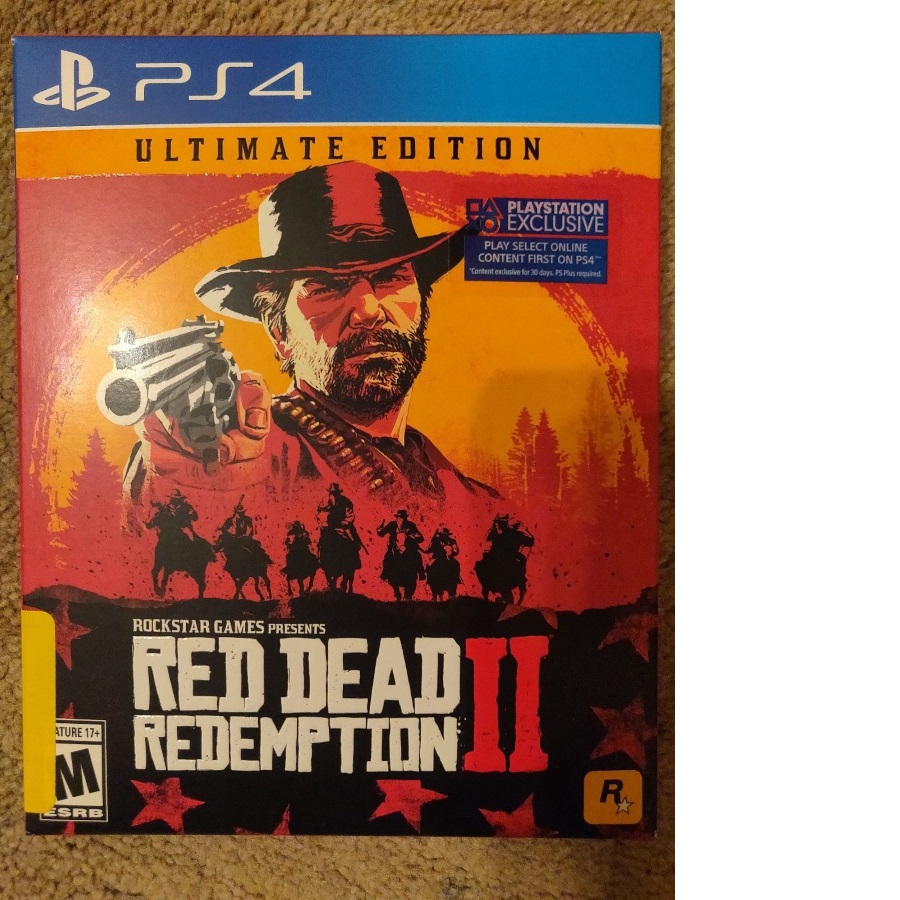 PS4
ULTIMATE EDITION
PLAYSTATION
EXCLUSIVE
PLAY SELECT ONLINE
CONTENT FIRST ON PS4™
*Content exclusive for 30 days. PS Plus required.
ROCKSTAR GAMES PRESENTS
RED DEAD
REDEMPTION II
ATURE 17+
M
ESRB
R